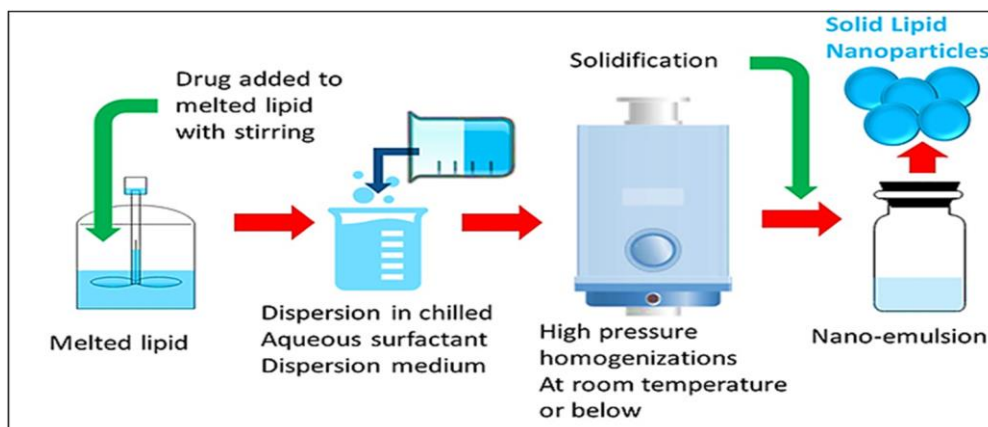 Drug added to
melted lipid
with stirring
Melted lipid
Dispersion in chilled
Aqueous surfactant
Dispersion medium
Solidification
High pressure
homogenizations
At room temperature
or below
Solid Lipid
Nanoparticles
Nano-emulsion